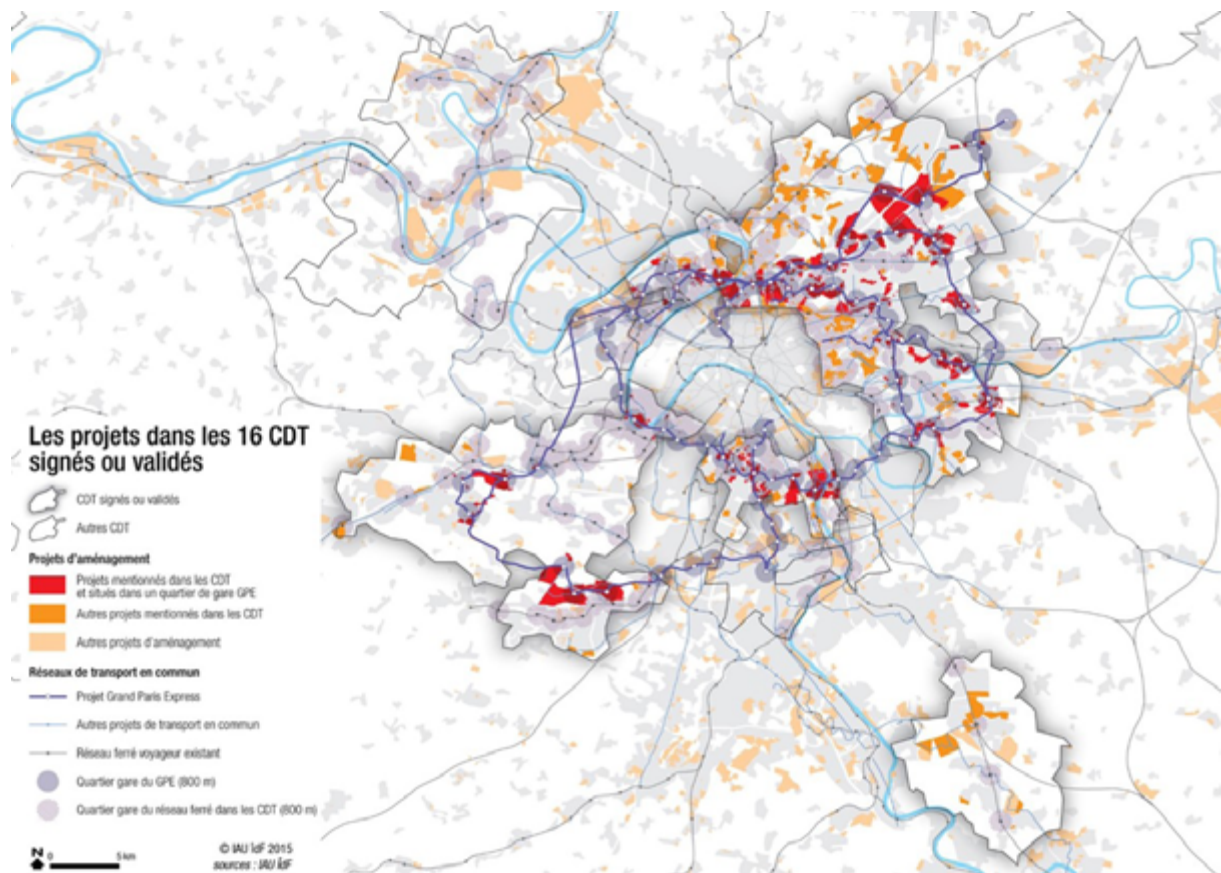 Les projets dans les 16 CDT
signés ou validés
CDT signés ou validés
Autres CDT
Projets d'aménagement
Projets mentionnés dans les CDT
et situés dans un quartier de gare GPE
Autres projets mentionnés dans les CDT
Autres projets d'aménagement
Réseaux de transport en commun
Projet Grand Paris Express
Autres projets de transport en commun
Réseau ferré voyageur existant
Quartier gare du GPE (800 m)
Quartier gare du réseau ferré dans les CDT (800 m)
N
0 5 km
© IAU îdF 2015
sources : IAU îdF